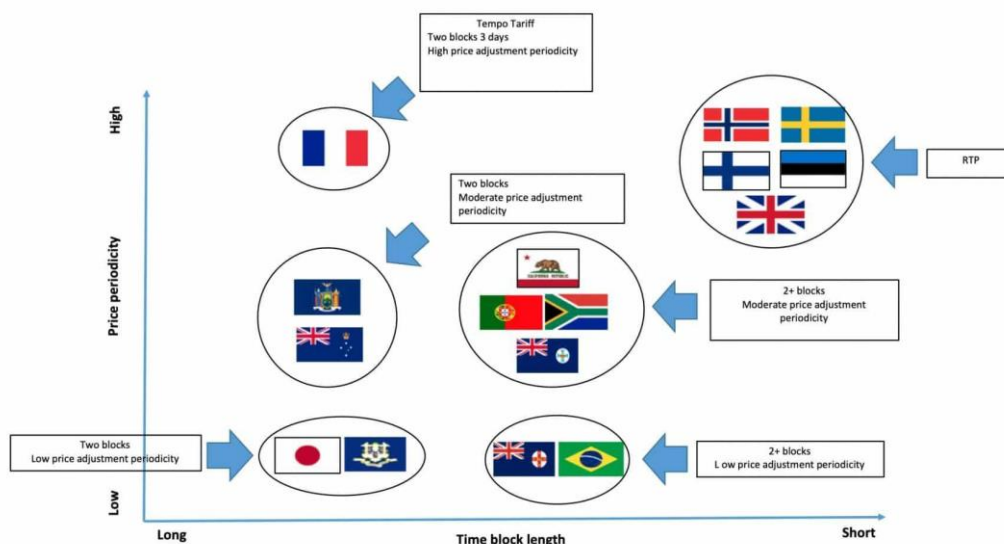 Tempo Tariff
Two blocks 3 days
High price adjustment periodicity
High
RTP
Two blocks
Moderate price adjustment
periodicity
Price periodicity
CALIFORNIA REPUBLIC
2+ blocks
Moderate price adjustment
periodicity
Two blocks
Low price adjustment periodicity
2+ blocks
L ow price adjustment periodicity
Low
Long
Time block length
Short